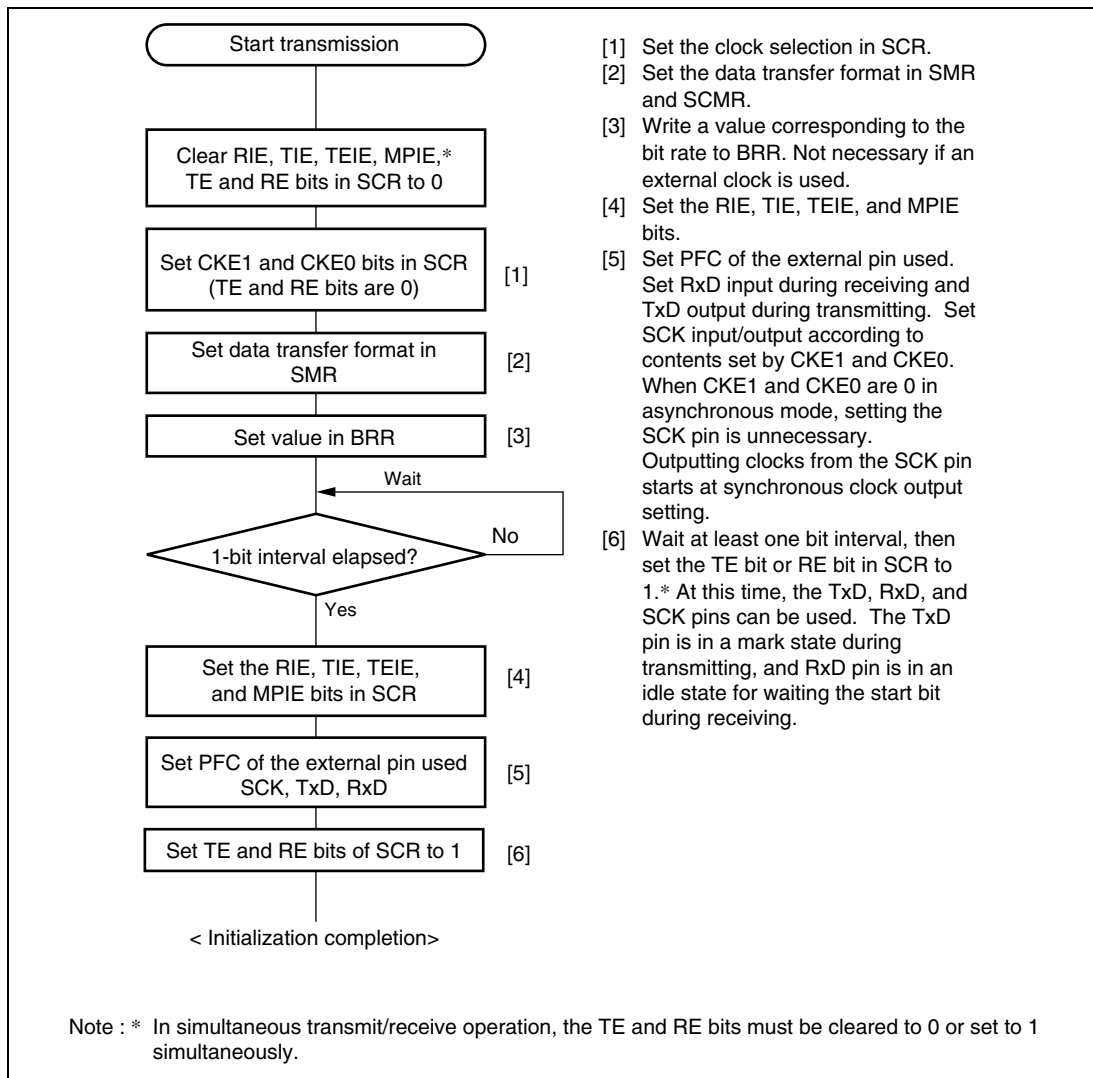 Start transmission
Clear RIE, TIE, TEIE, MPIE,*
TE and RE bits in SCR to 0
Set CKE1 and CKE0 bits in SCR
(TE and RE bits are 0)
[1]
Set data transfer format in
SMR
[2]
Set value in BRR
[3]
Wait
1-bit interval elapsed?
No
Yes
Set the RIE, TIE, TEIE,
and MPIE bits in SCR
[4]
Set PFC of the external pin used
SCK, TxD, RxD
[5]
Set TE and RE bits of SCR to 1
[6]
< Initialization completion>
[1] Set the clock selection in SCR.
[2] Set the data transfer format in SMR
and SCMR.
[3] Write a value corresponding to the
bit rate to BRR. Not necessary if an
external clock is used.
[4] Set the RIE, TIE, TEIE, and MPIE
bits.
[5] Set PFC of the external pin used.
Set RxD input during receiving and
TxD output during transmitting. Set
SCK input/output according to
contents set by CKE1 and CKE0.
When CKE1 and CKE0 are 0 in
asynchronous mode, setting the
SCK pin is unnecessary.
Outputting clocks from the SCK pin
starts at synchronous clock output
setting.
[6] Wait at least one bit interval, then
set the TE bit or RE bit in SCR to
1.* At this time, the TxD, RxD, and
SCK pins can be used. The TxD
pin is in a mark state during
transmitting, and RxD pin is in an
idle state for waiting the start bit
during receiving.
Note : * In simultaneous transmit/receive operation, the TE and RE bits must be cleared to 0 or set to 1
simultaneously.